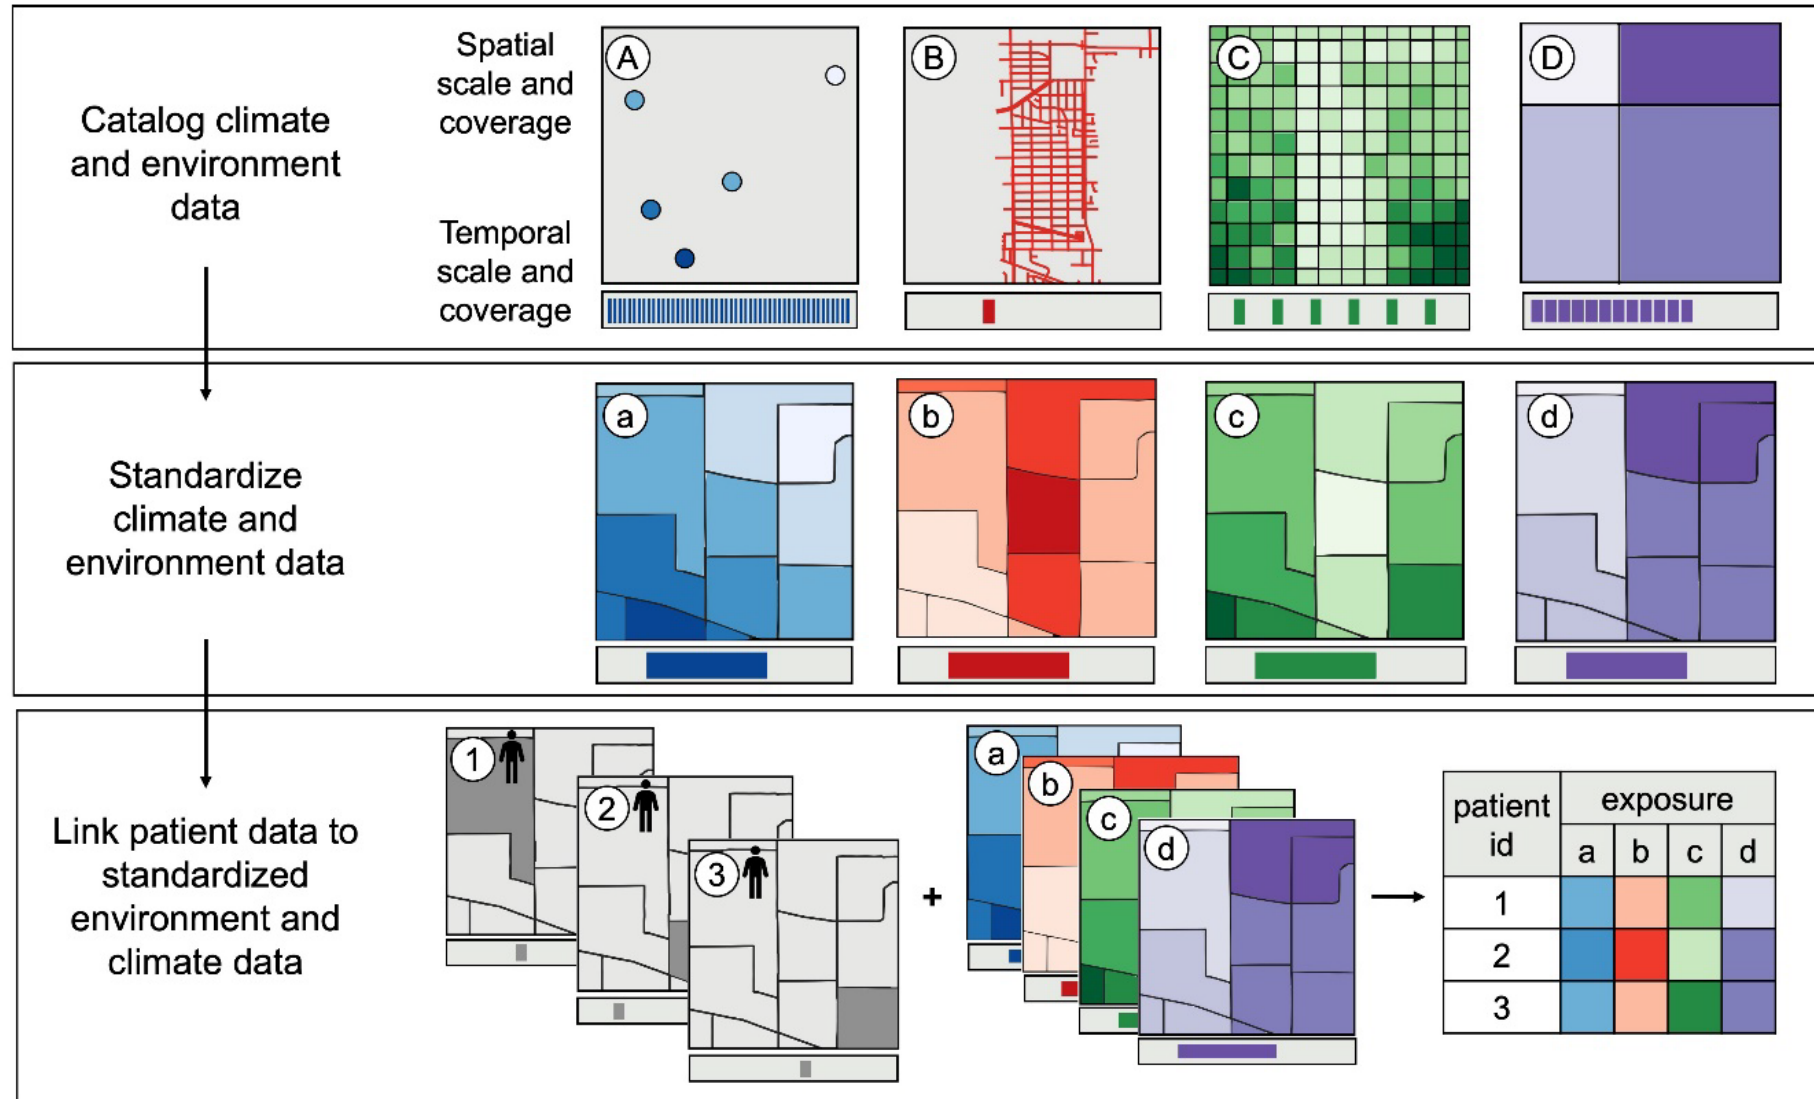 Catalog climate
and environment
data
Spatial
scale and
coverage
Temporal
scale and
coverage
A
B
C
D
Standardize
climate and
environment data
a
b
c
d
Link patient data to
standardized
environment and
climate data
1
2
3
+
a
b
c
d
patient
id
exposure
a b c d
1
2
3